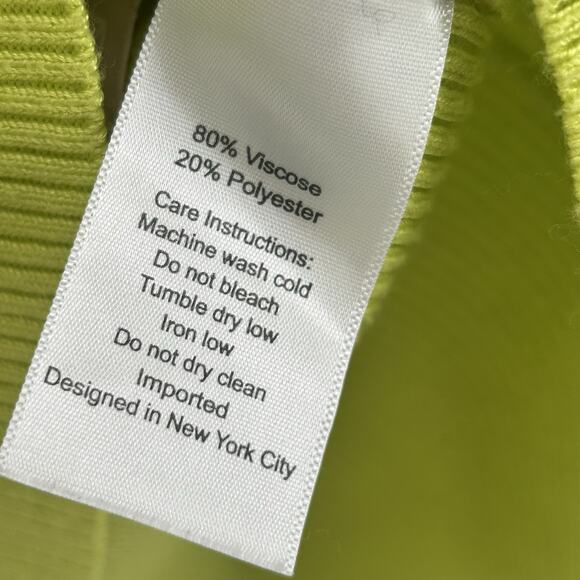 80% Viscose
20% Polyester
Care Instructions:
Machine wash cold
Do not bleach
Tumble dry low
Iron low
Do not dry clean
Imported
Designed in New York City